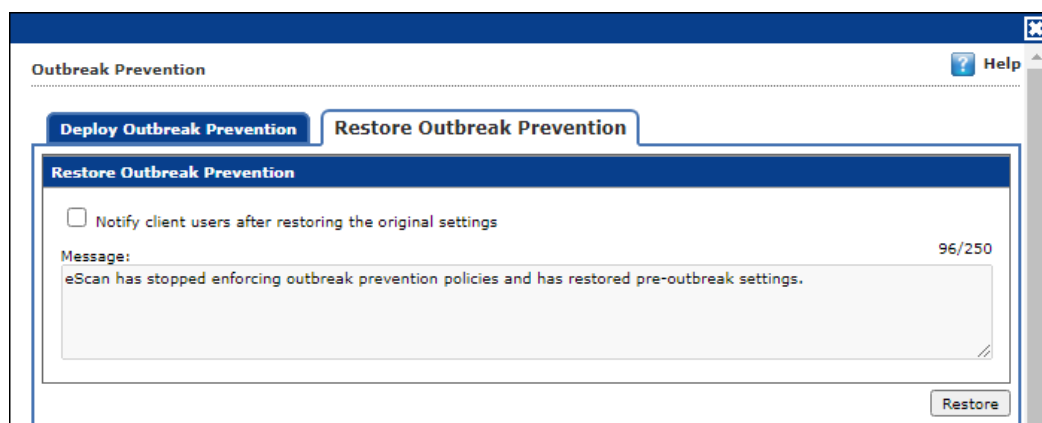 Outbreak Prevention
Help
Deploy Outbreak Prevention
Restore Outbreak Prevention
Restore Outbreak Prevention
Notify client users after restoring the original settings
Message:
96/250
eScan has stopped enforcing outbreak prevention policies and has restored pre-outbreak settings.
Restore